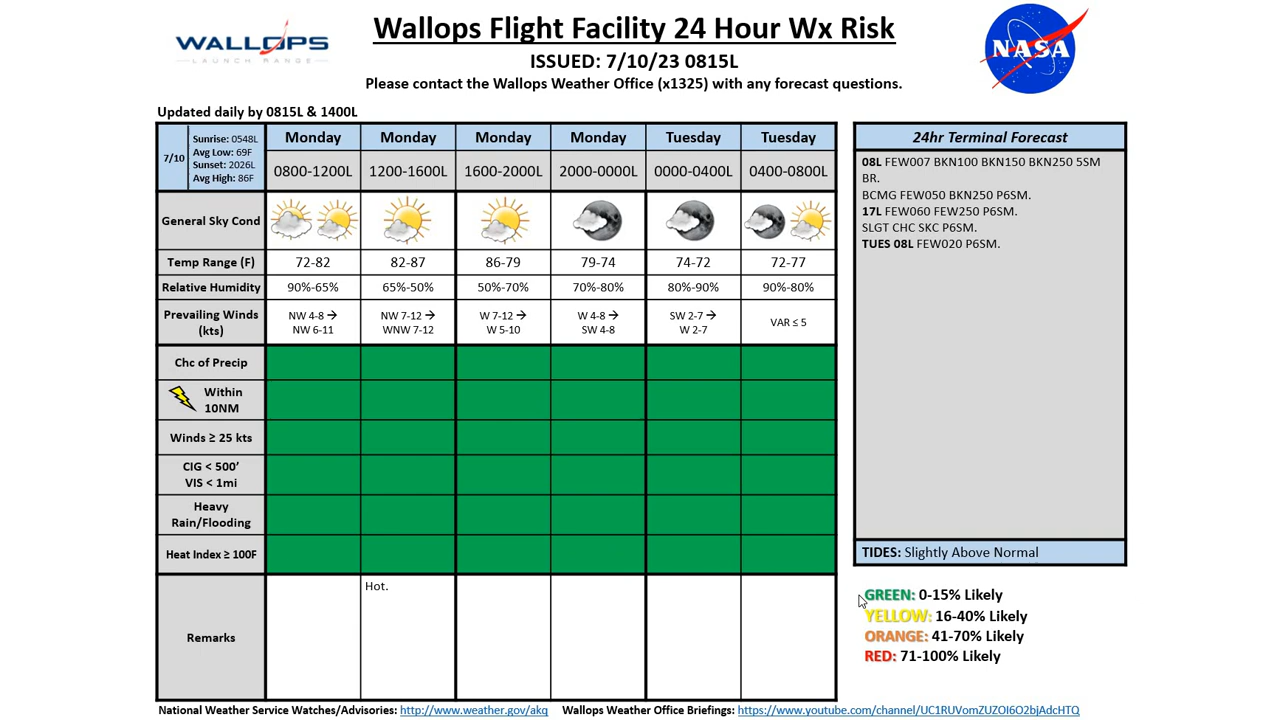 WALLOPS
LAUNCH RANGE
Wallops Flight Facility 24 Hour Wx Risk
ISSUED: 7/10/23 0815L
Please contact the Wallops Weather Office (x1325) with any forecast questions.
NASA
Updated daily by 0815L & 1400L
7/10
Sunrise: 0548L
Avg Low: 69F
Sunset: 2026L
Avg High: 86F
Monday Monday Monday Monday Tuesday Tuesday
0800-1200L 1200-1600L 1600-2000L 2000-0000L 0000-0400L 0400-0800L
General Sky Cond
Temp Range (F) 72-82 82-87 86-79 79-74 74-72 72-77
Relative Humidity 90%-65% 65%-50% 50%-70% 70%-80% 80%-90% 90%-80%
Prevailing Winds (kts)
NW 4-8 → NW 7-12 → W 7-12 → W 4-8 → SW 2-7 → VAR ≤ 5
NW 6-11 WNW 7-12 W 5-10 SW 4-8 W 2-7
Chc of Precip
Within
10NM
Winds ≥ 25 kts
CIG < 500’
VIS < 1mi
Heavy
Rain/Flooding
Heat Index ≥ 100F
Remarks
Hot.
24hr Terminal Forecast
08L FEW007 BKN100 BKN150 BKN250 5SM
BR.
BCMG FEW050 BKN250 P6SM.
17L FEW060 FEW250 P6SM.
SLGT CHC SKC P6SM.
TUES 08L FEW020 P6SM.
TIDES: Slightly Above Normal
GREEN: 0-15% Likely
YELLOW: 16-40% Likely
ORANGE: 41-70% Likely
RED: 71-100% Likely
National Weather Service Watches/Advisories: http://www.weather.gov/akq Wallops Weather Office Briefings: https://www.youtube.com/channel/UC1RUVomZUZOI6O2bjAdcHTQ